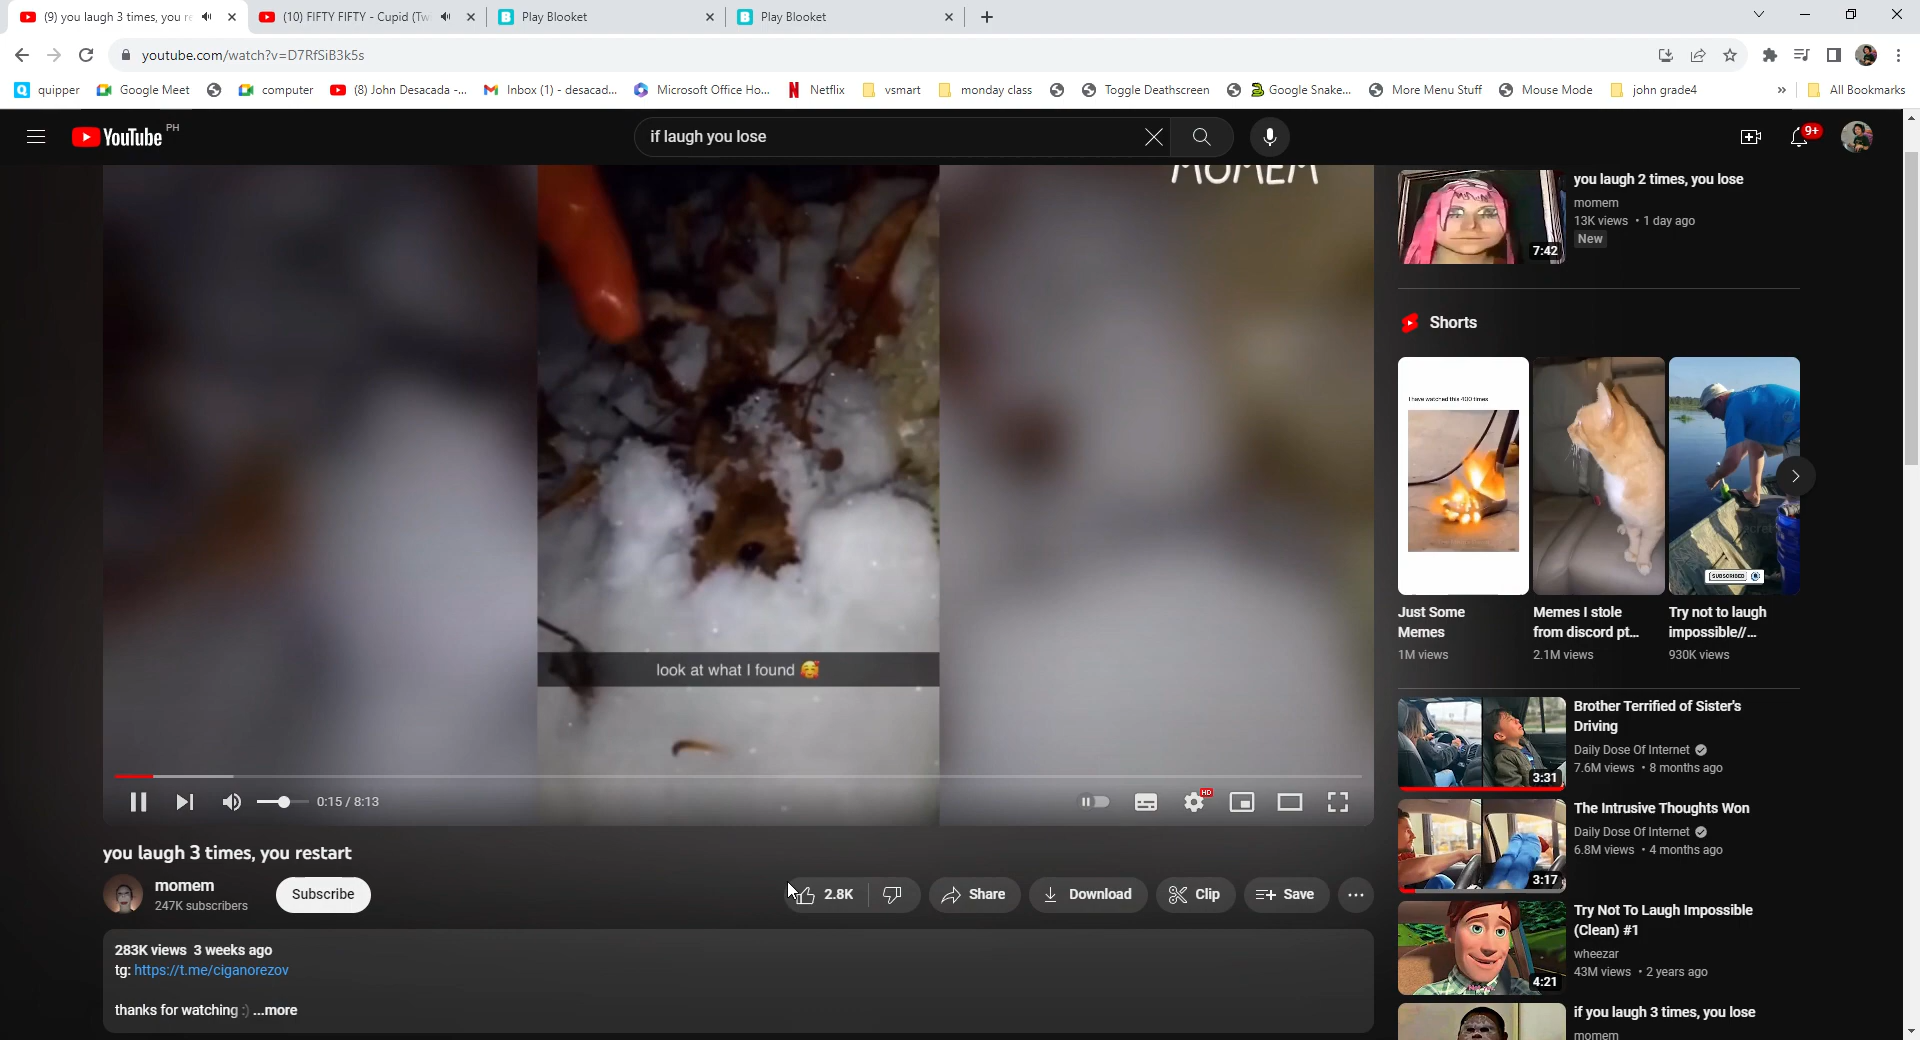 (9) you laugh 3 times, you re
(10) FIFTY FIFTY - Cupid (Tw
Play Blooket
Play Blooket
youtube.com/watch?v=D7RfSiB3k5s
quipper
Google Meet
computer
(8) John Desacada -...
Inbox (1) - desacad...
Microsoft Office Ho...
Netflix
vsmart
monday class
Toggle Deathscreen
Google Snake...
More Menu Stuff
Mouse Mode
john grade4
»
All Bookmarks
YouTube PH
if laugh you lose
9+
MOMEM
look at what I found 🥰
0:15 / 8:13
HD
you laugh 3 times, you restart
momem
247K subscribers
Subscribe
2.8K
Share
Download
Clip
Save
283K views 3 weeks ago
tg: https://t.me/ciganorezov
thanks for watching :) ...more
you laugh 2 times, you lose
momem
13K views • 1 day ago
New
7:42
Shorts
I have watched this 400 times
SUBSCRIBED
Just Some
Memes
1M views
Memes I stole
from discord pt...
2.1M views
Try not to laugh
impossible//...
930K views
Brother Terrified of Sister's
Driving
Daily Dose Of Internet
7.6M views • 8 months ago
3:31
The Intrusive Thoughts Won
Daily Dose Of Internet
6.8M views • 4 months ago
3:17
Try Not To Laugh Impossible
(Clean) #1
wheezar
43M views • 2 years ago
4:21
if you laugh 3 times, you lose
momem